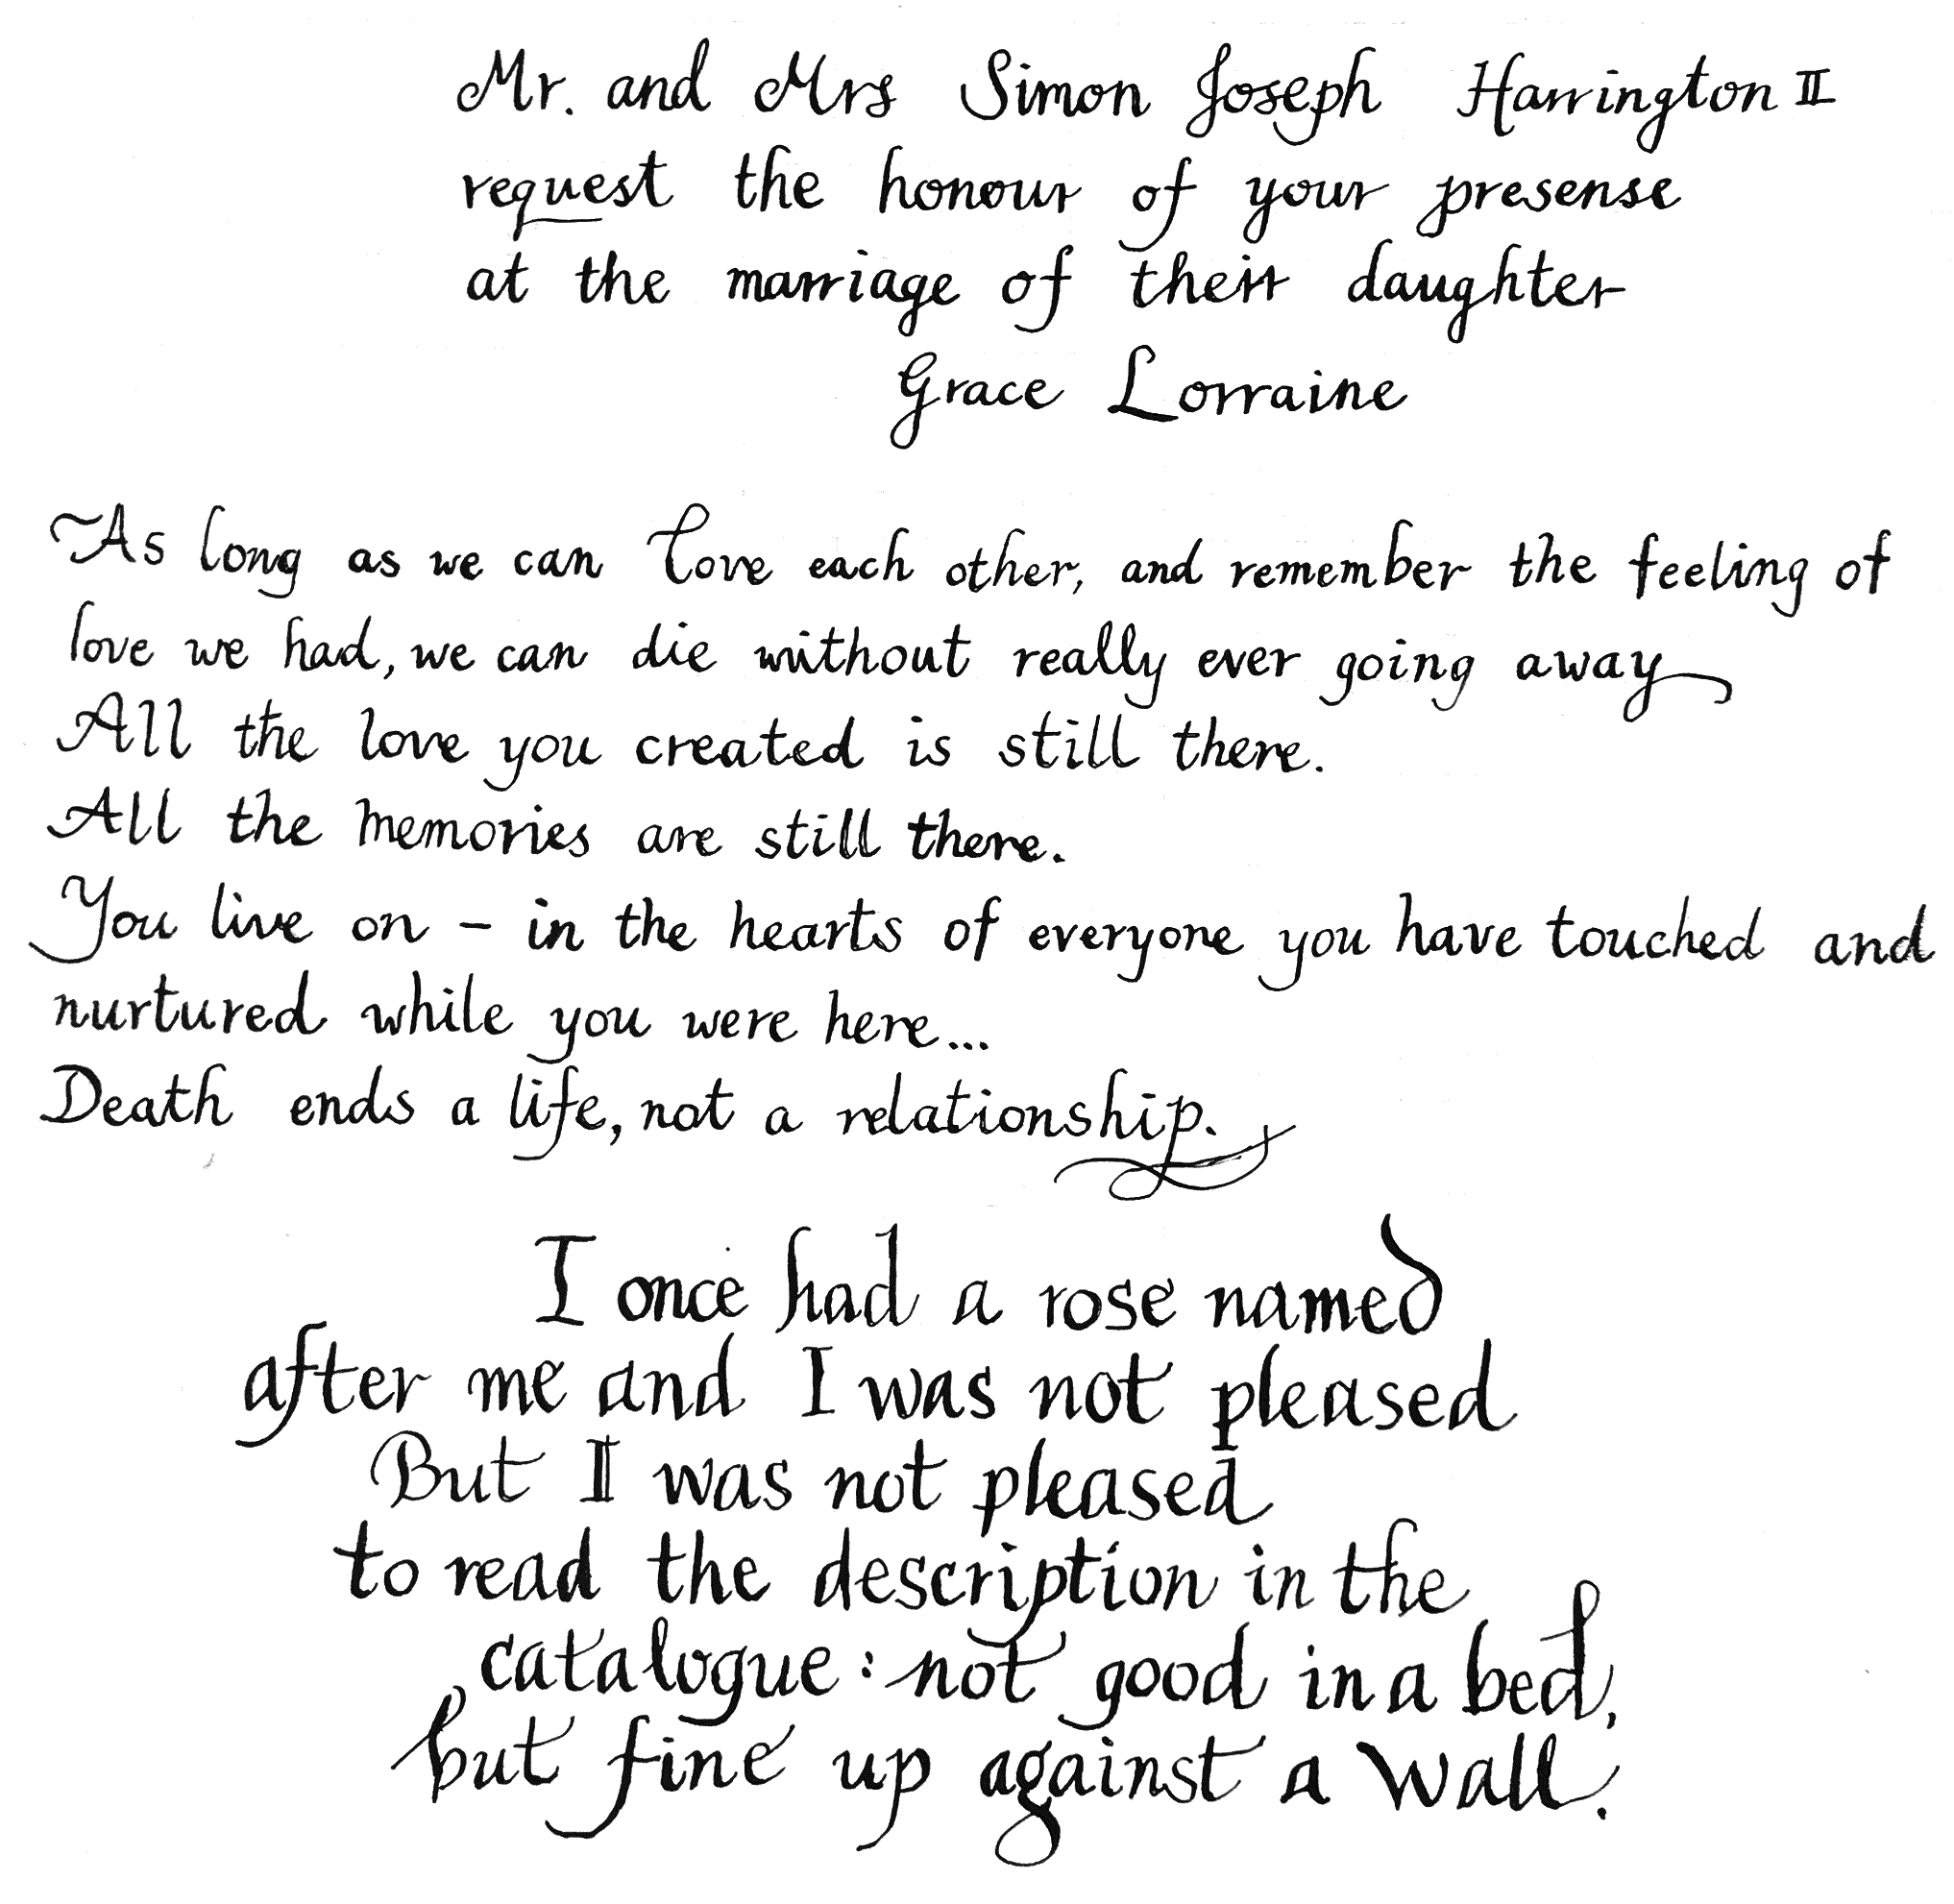 Mr. and Mrs Simon Joseph Harrington II
request the honour of your presense
at the marriage of their daughter
Grace Lorraine
As long as we can love each other, and remember the feeling of
love we had, we can die without really ever going away
All the love you created is still there.
All the memories are still there.
You live on – in the hearts of everyone you have touched and
nurtured while you were here...
Death ends a life, not a relationship.
I once had a rose named
after me and I was not pleased
But I was not pleased
to read the description in the
catalogue: not good in a bed,
but fine up against a wall.